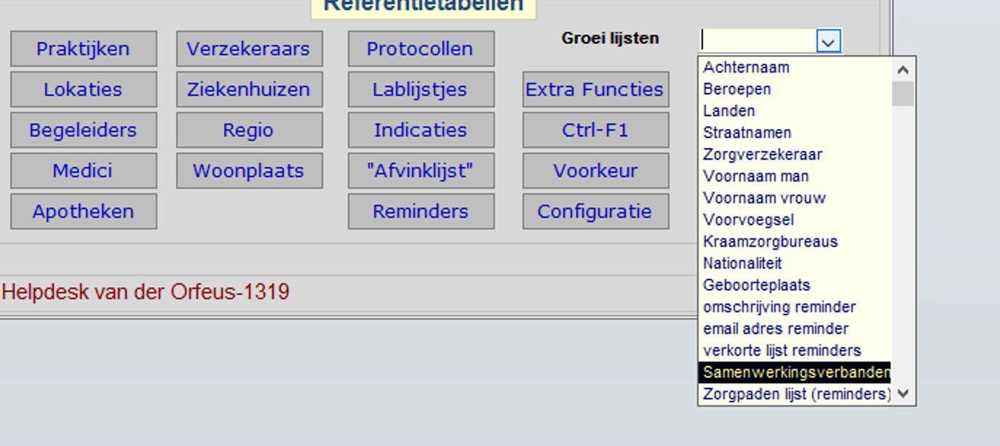 Referentietabellen
Praktijken
Verzekeraars
Protocollen
Groei lijsten
Lokaties
Ziekenhuizen
Lablijstjes
Extra Functies
Begeleiders
Regio
Indicaties
Ctrl-F1
Medici
Woonplaats
"Afvinklijst"
Voorkeur
Apotheken
Reminders
Configuratie
Achternaam
Beroepen
Landen
Straatnamen
Zorgverzekeraar
Voornaam man
Voornaam vrouw
Voorvoegsel
Kraamzorgbureaus
Nationaliteit
Geboorteplaats
omschrijving reminder
email adres reminder
verkorte lijst reminders
Samenwerkingsverbanden
Zorgpaden lijst (reminders)
Helpdesk van der Orfeus-1319